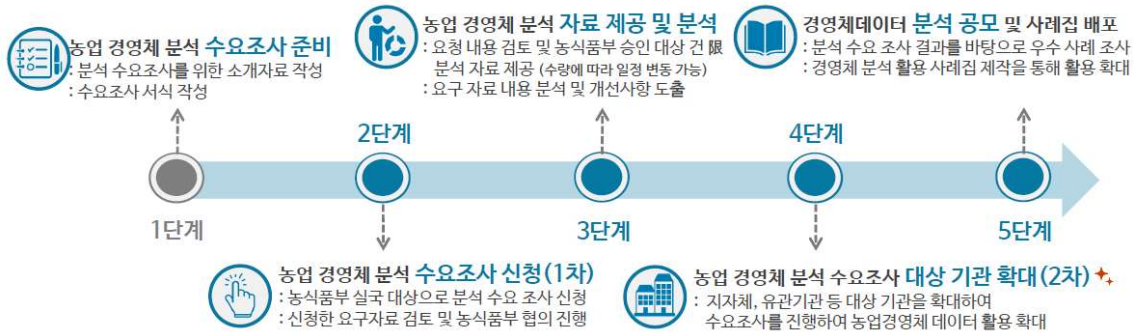 농업 경영체 분석 수요조사 준비
: 분석 수요조사를 위한 소개자료 작성
: 수요조사 서식 작성
농업 경영체 분석 자료 제공 및 분석
: 요청 내용 검토 및 농식품부 승인 대상 건 限
분석 자료 제공 (수량에 따라 일정 변동 가능)
: 요구 자료 내용 분석 및 개선사항 도출
경영체데이터 분석 공모 및 사례집 배포
: 분석 수요 조사 결과를 바탕으로 우수 사례 조사
: 경영체 분석 활용 사례집 제작을 통해 활용 확대
2단계
4단계
1단계
3단계
5단계
농업 경영체 분석 수요조사 신청(1차)
: 농식품부 실국 대상으로 분석 수요 조사 신청
: 신청한 요구자료 검토 및 농식품부 협의 진행
농업 경영체 분석 수요조사 대상 기관 확대(2차)
: 지자체, 유관기관 등 대상 기관을 확대하여
수요조사를 진행하여 농업경영체 데이터 활용 확대